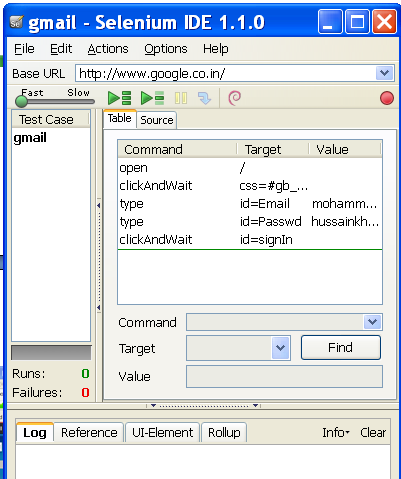 gmail - Selenium IDE 1.1.0
File Edit Actions Options Help
Base URL http://www.google.co.in/
Fast Slow
Test Case
gmail
Table Source
Command Target Value
open /
clickAndWait css=#gb_...
type id=Email mohamm...
type id=Passwd hussainkh...
clickAndWait id=signIn
Command
Target Find
Value
Runs: 0
Failures: 0
Log Reference UI-Element Rollup Info Clear